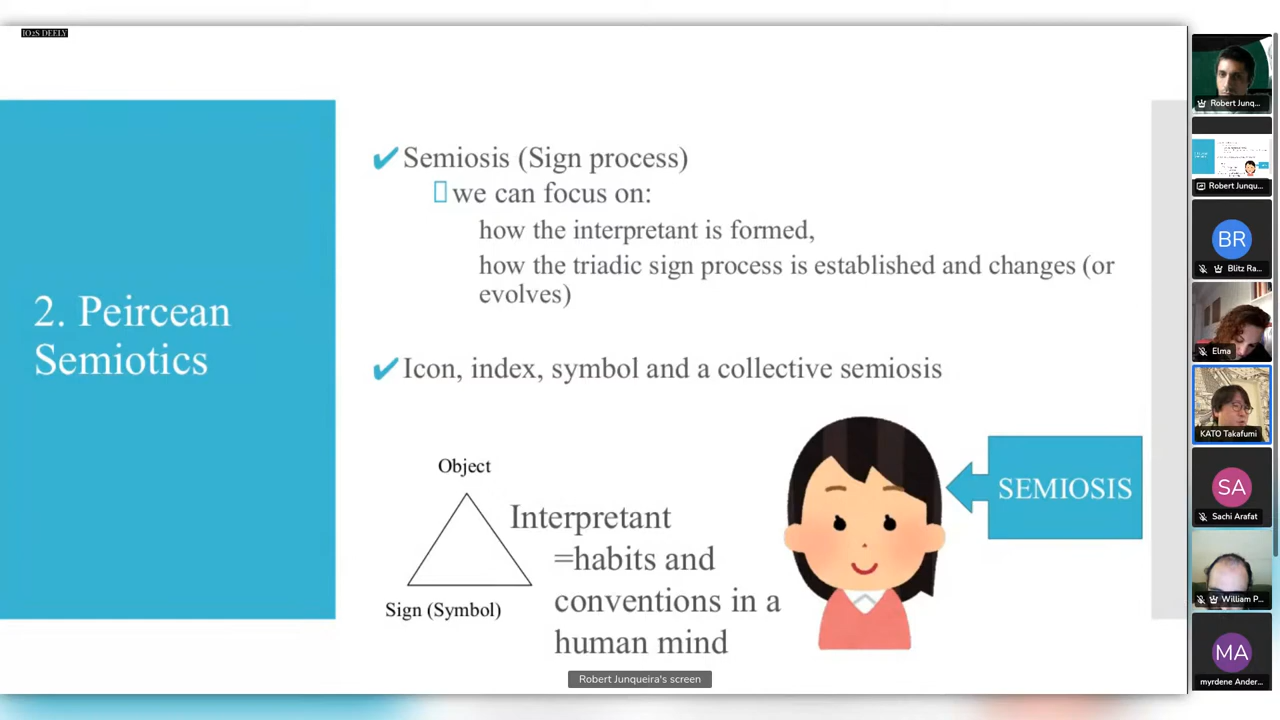 IO2S DEELY
2. Peircean
Semiotics
✔Semiosis (Sign process)
we can focus on:
how the interpretant is formed,
how the triadic sign process is established and changes (or
evolves)
✔Icon, index, symbol and a collective semiosis
Object
Sign (Symbol)
Interpretant
=habits and
conventions in a
human mind
SEMIOSIS
Robert Junqueira's screen
Robert Junq...
Robert Junqu...
BR
Blitz Ra...
Elma
KATO Takafumi
SA
Sachi Arafat
William P...
MA
myrdene Ander...